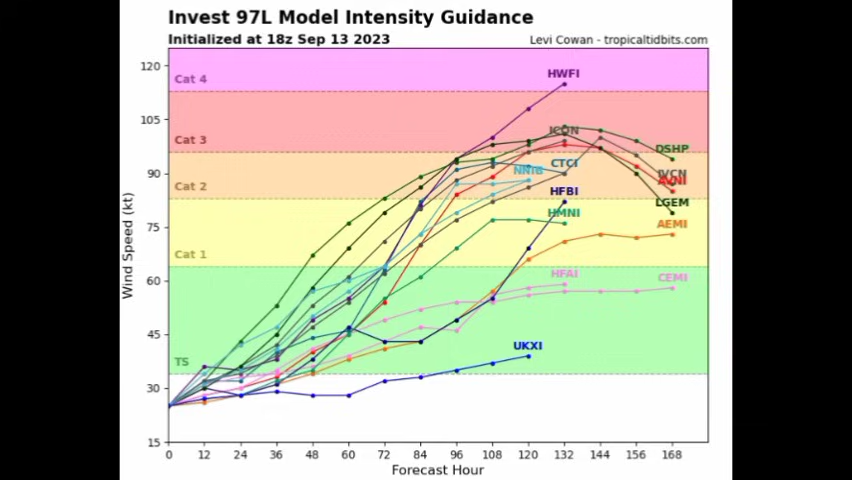 Invest 97L Model Intensity Guidance
Initialized at 18z Sep 13 2023
Levi Cowan - tropicaltidbits.com
120
105
90
75
60
45
30
15
Wind Speed (kt)
Cat 4
Cat 3
Cat 2
Cat 1
TS
HWFI
ICON
DSHP
CTCI
NNIB
IVCN
AVNI
HFBI
LGEM
HMNI
AEMI
HFAI
CEMI
UKXI
0 12 24 36 48 60 72 84 96 108 120 132 144 156 168
Forecast Hour